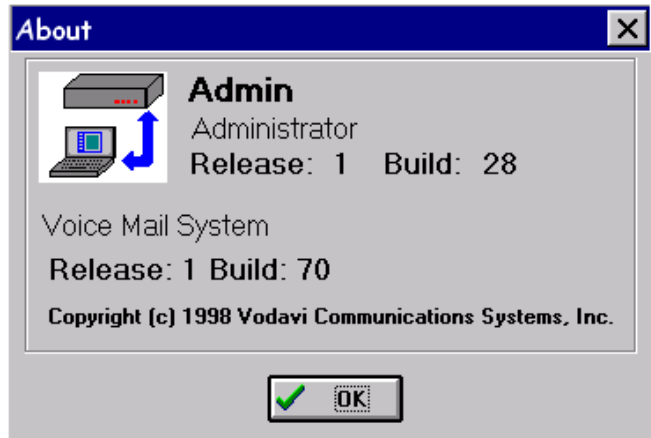 About
Admin
Administrator
Release: 1 Build: 28
Voice Mail System
Release: 1 Build: 70
Copyright (c) 1998 Vodavi Communications Systems, Inc.
OK